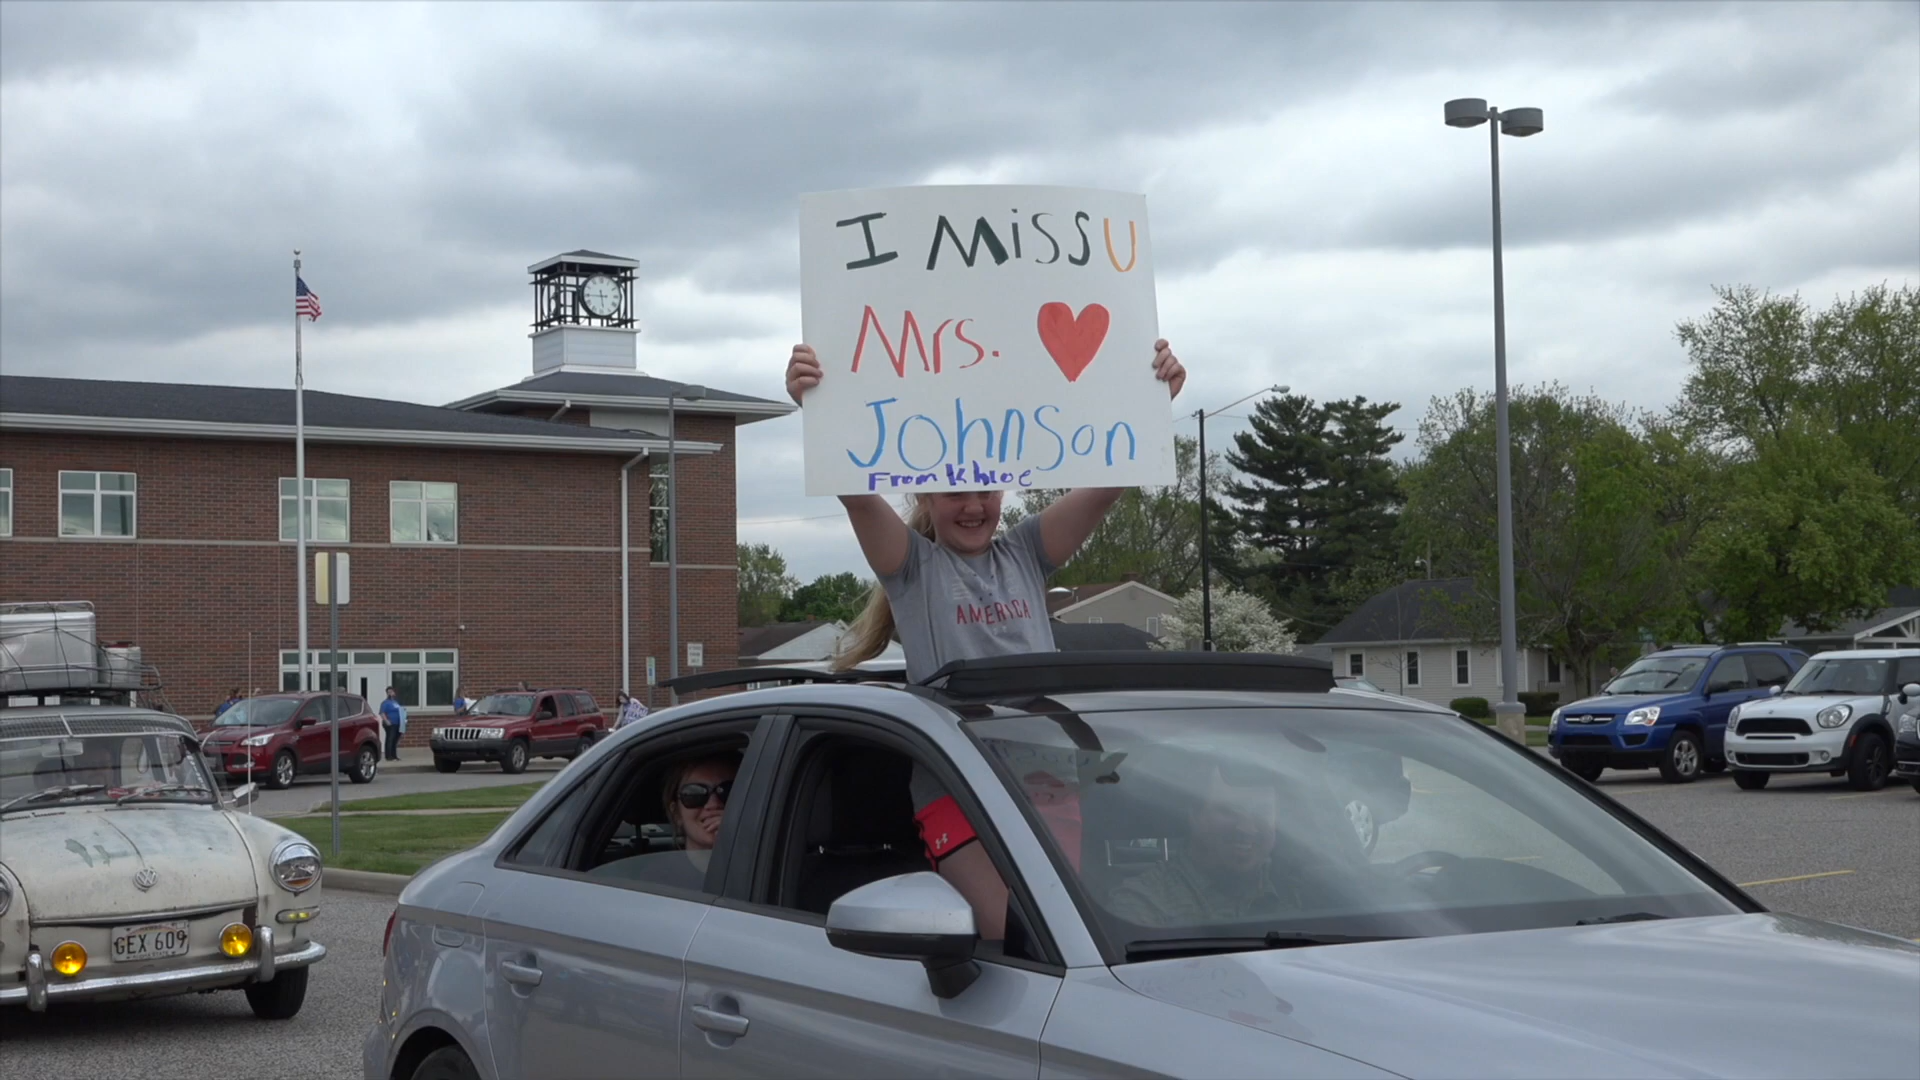 I MiSS U
Mrs.
Johnson
From Khloe
AMERICA
GEX 609